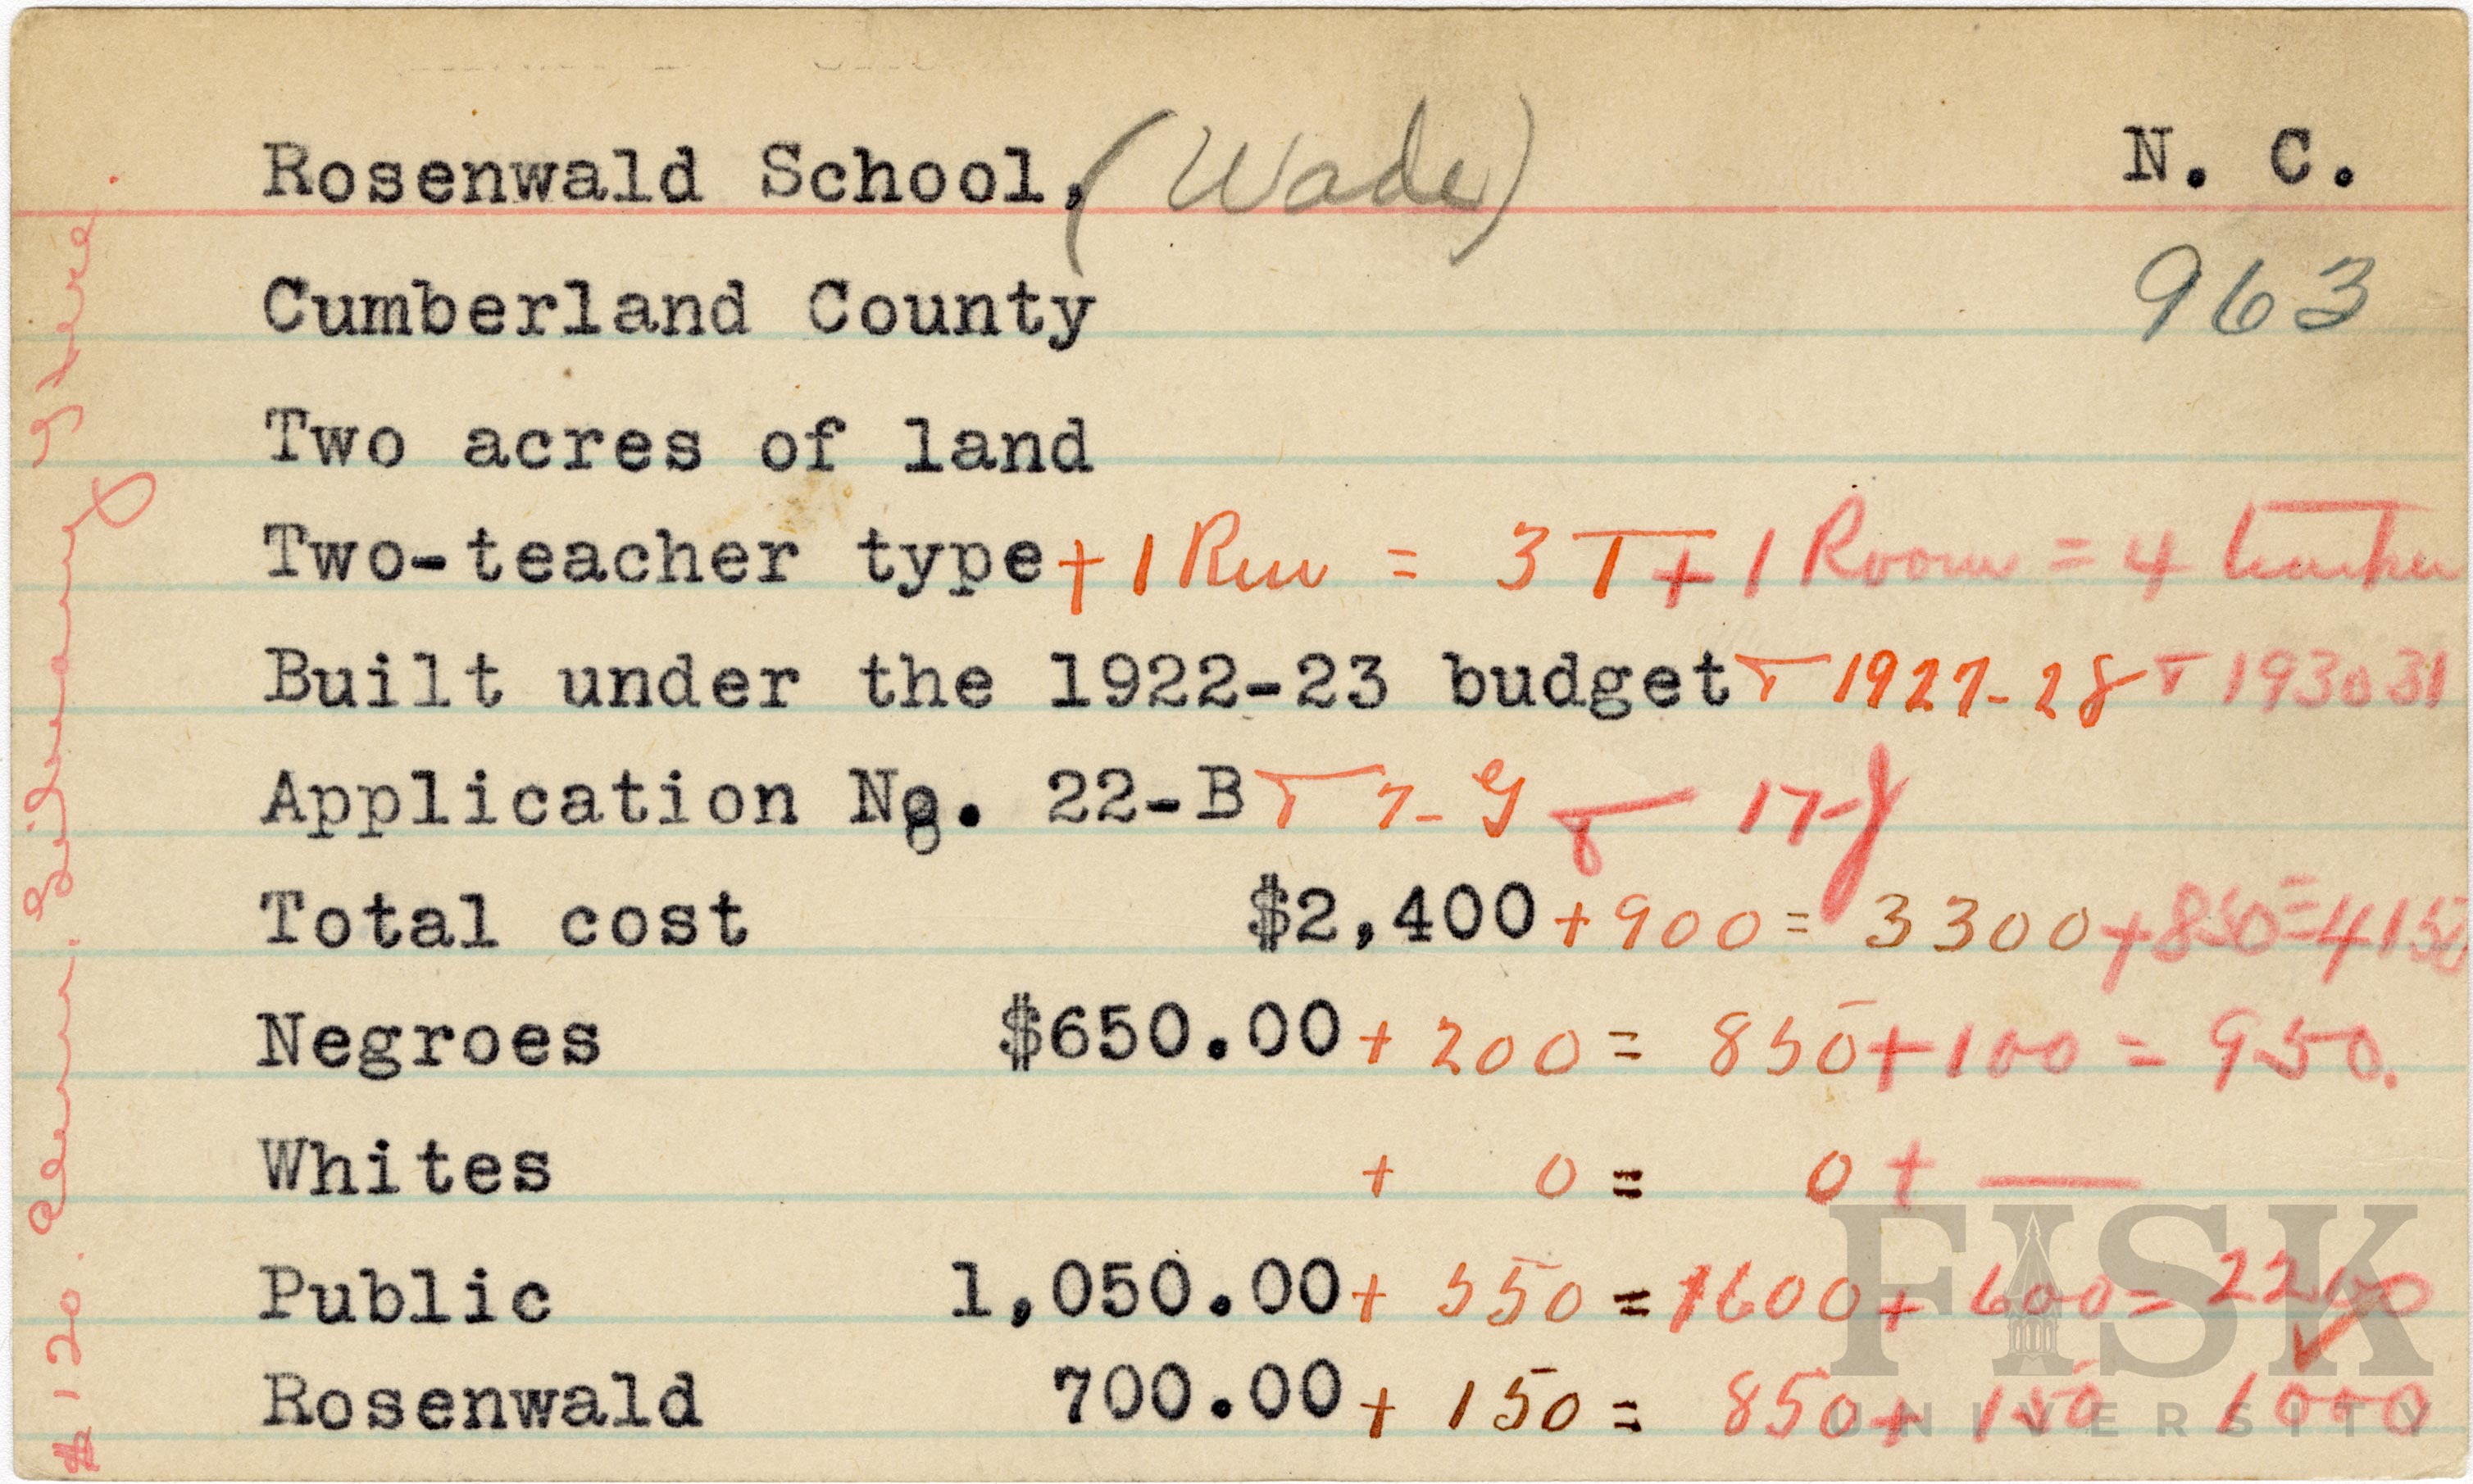 Rosenwald School, (Wade) N. C.
Cumberland County 963
Two acres of land
Two-teacher type + 1 Rm = 3 T + 1 Room = 4 teacher
Built under the 1922-23 budget 1927-28 1930 31
Application No. 22-B 7-G 17-J
Total cost $2,400 + 900 = 3300 + 850 = 4150
Negroes $650.00 + 200 = 850 + 100 = 950.
Whites + 0 = 0 + —
Public 1,050.00 + 550 = 1600 + 600 = 2200
Rosenwald 700.00 + 150 = 850 + 150 1000
$120. Elem. Library
FISK
UNIVERSITY